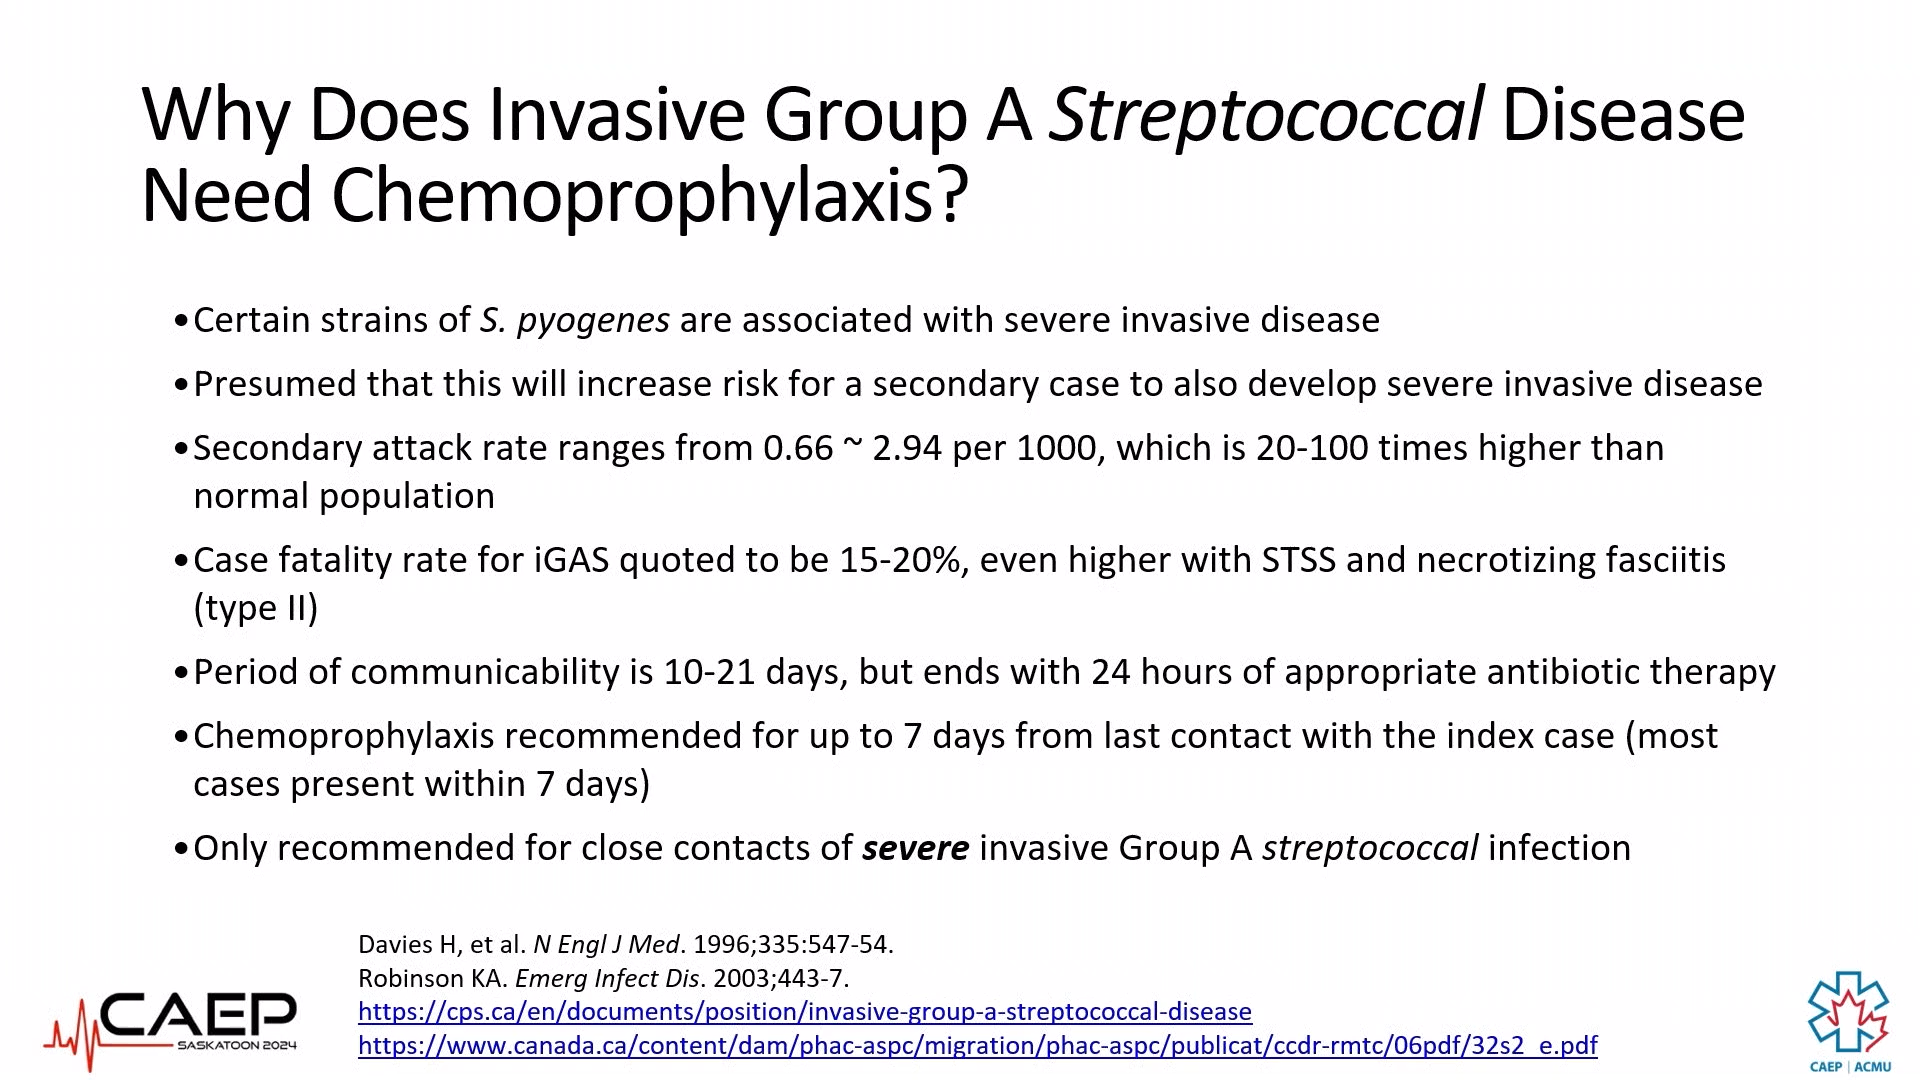 Why Does Invasive Group A Streptococcal Disease
Need Chemoprophylaxis?
•Certain strains of S. pyogenes are associated with severe invasive disease
•Presumed that this will increase risk for a secondary case to also develop severe invasive disease
•Secondary attack rate ranges from 0.66 ~ 2.94 per 1000, which is 20-100 times higher than
normal population
•Case fatality rate for iGAS quoted to be 15-20%, even higher with STSS and necrotizing fasciitis
(type II)
•Period of communicability is 10-21 days, but ends with 24 hours of appropriate antibiotic therapy
•Chemoprophylaxis recommended for up to 7 days from last contact with the index case (most
cases present within 7 days)
•Only recommended for close contacts of severe invasive Group A streptococcal infection
Davies H, et al. N Engl J Med. 1996;335:547-54.
Robinson KA. Emerg Infect Dis. 2003;443-7.
https://cps.ca/en/documents/position/invasive-group-a-streptococcal-disease
https://www.canada.ca/content/dam/phac-aspc/migration/phac-aspc/publicat/ccdr-rmtc/06pdf/32s2_e.pdf
CAEP
SASKATOON 2024
CAEP | ACMU